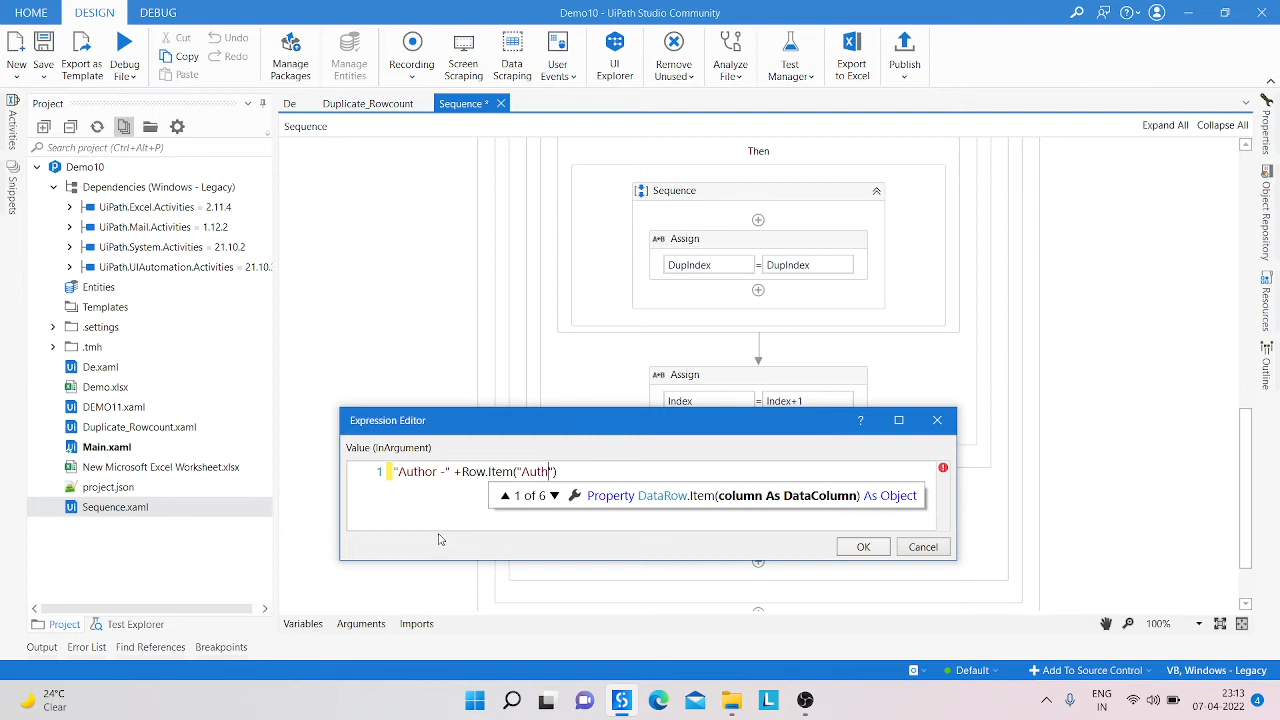 HOME
DESIGN
DEBUG
Demo10 - UiPath Studio Community
New
Save
Export as Template
Debug File
Cut
Copy
Paste
Undo
Redo
Manage Packages
Manage Entities
Recording
Screen Scraping
Data Scraping
User Events
UI Explorer
Remove Unused
Analyze File
Test Manager
Export to Excel
Publish
Activities
Snippets
Project
Search project (Ctrl+Alt+P)
Demo10
Dependencies (Windows - Legacy)
UiPath.Excel.Activities = 2.11.4
UiPath.Mail.Activities = 1.12.2
UiPath.System.Activities = 21.10.2
UiPath.UIAutomation.Activities = 21.10.
Entities
Templates
.settings
.tmh
De.xaml
Demo.xlsx
DEMO11.xaml
Duplicate_Rowcount.xaml
Main.xaml
New Microsoft Excel Worksheet.xlsx
project.json
Sequence.xaml
Project
Test Explorer
De
Duplicate_Rowcount
Sequence *
Sequence
Expand All
Collapse All
Then
Sequence
A+B Assign
DupIndex = DupIndex
A+B Assign
Index = Index+1
Expression Editor
?
Value (InArgument)
1 "Author -" +Row.Item("Auth")
1 of 6 Property DataRow.Item(column As DataColumn) As Object
OK
Cancel
Properties
Object Repository
Resources
Outline
Variables
Arguments
Imports
100%
Output
Error List
Find References
Breakpoints
Default
Add To Source Control
VB, Windows - Legacy
24°C
Clear
ENG
IN
23:13
07-04-2022
4